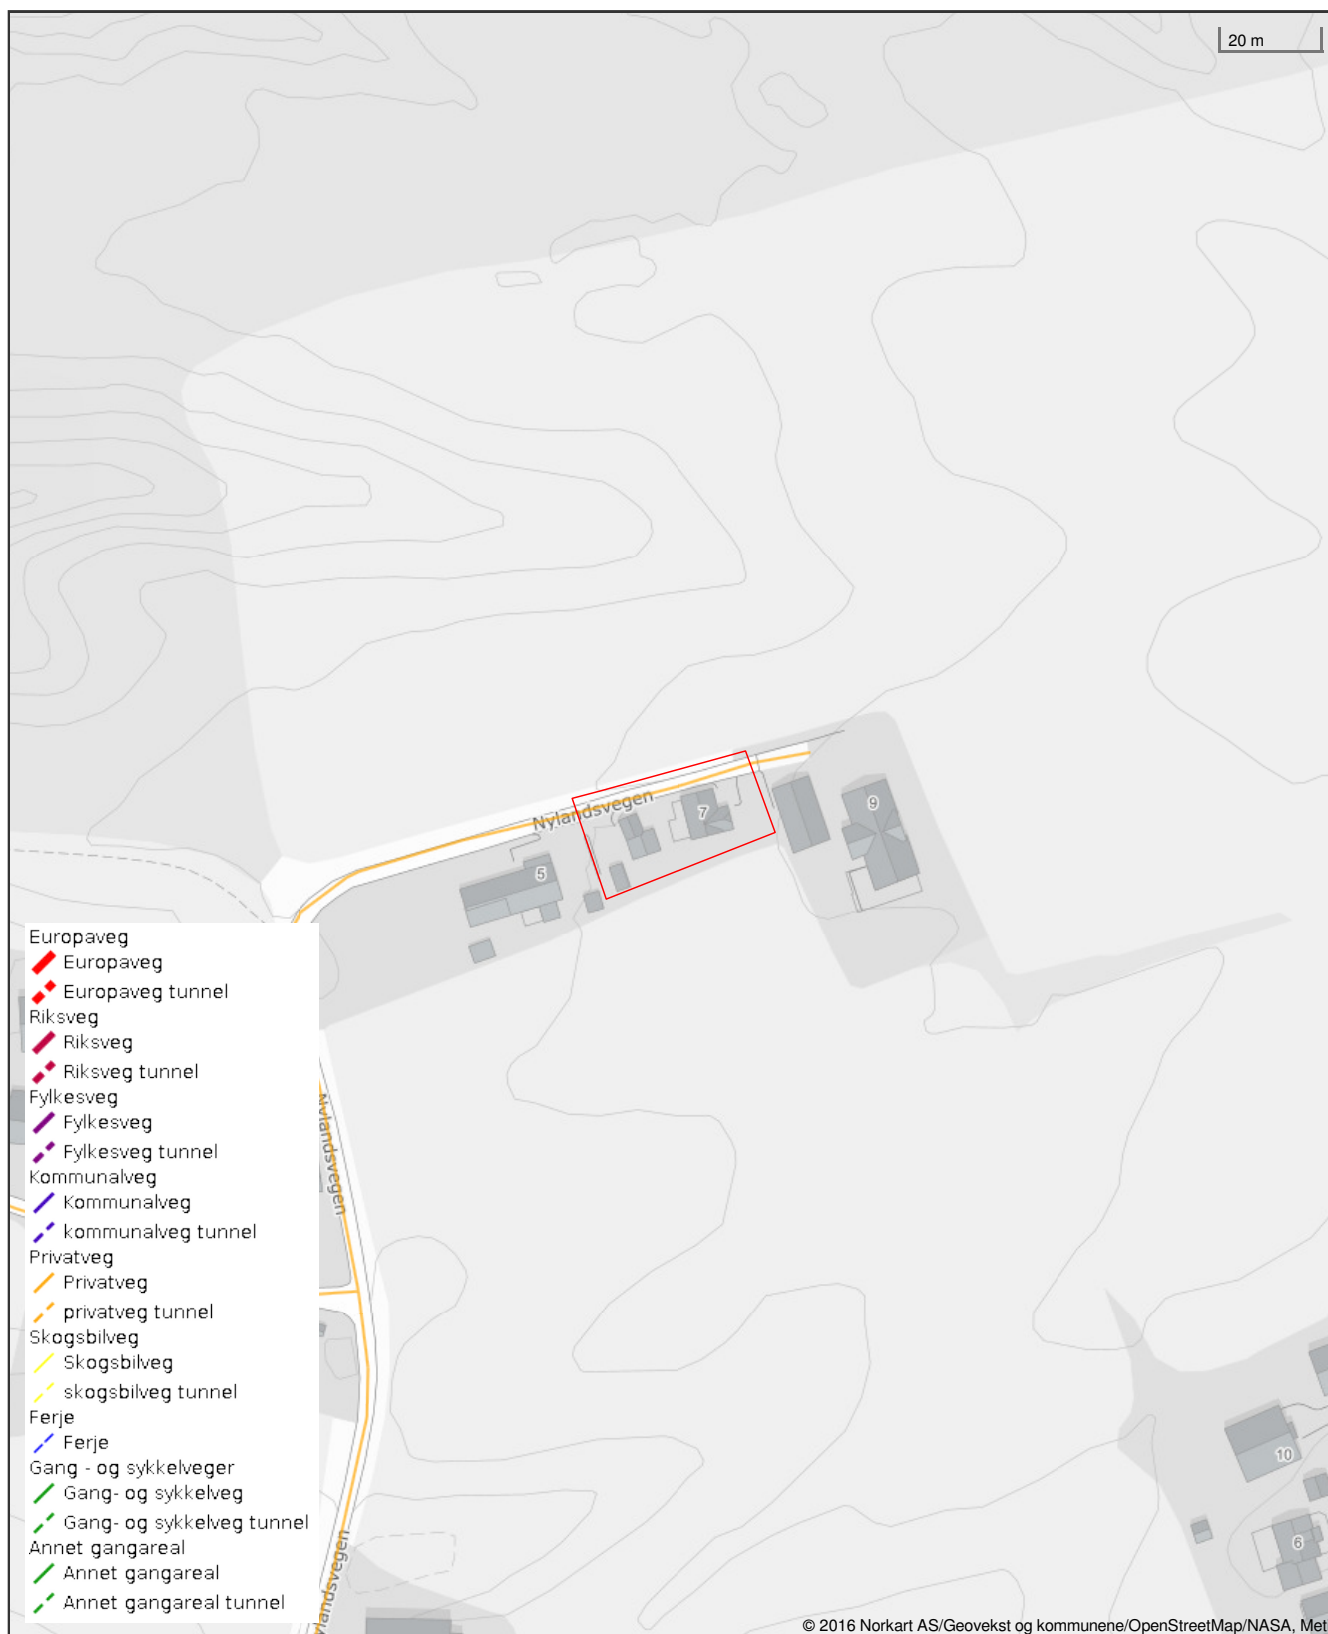 20 m
Nylandsvegen
7
9
5
Europaveg
Europaveg
Europaveg tunnel
Riksveg
Riksveg
Riksveg tunnel
Fylkesveg
Fylkesveg
Fylkesveg tunnel
Kommunalveg
Kommunalveg
kommunalveg tunnel
Privatveg
Privatveg
privatveg tunnel
Skogsbilveg
Skogsbilveg
skogsbilveg tunnel
Ferje
Ferje
Gang - og sykkelveger
Gang- og sykkelveg
Gang- og sykkelveg tunnel
Annet gangareal
Annet gangareal
Annet gangareal tunnel
Nylandsvegen
ylandsvegen
10
6
© 2016 Norkart AS/Geovekst og kommunene/OpenStreetMap/NASA, Met